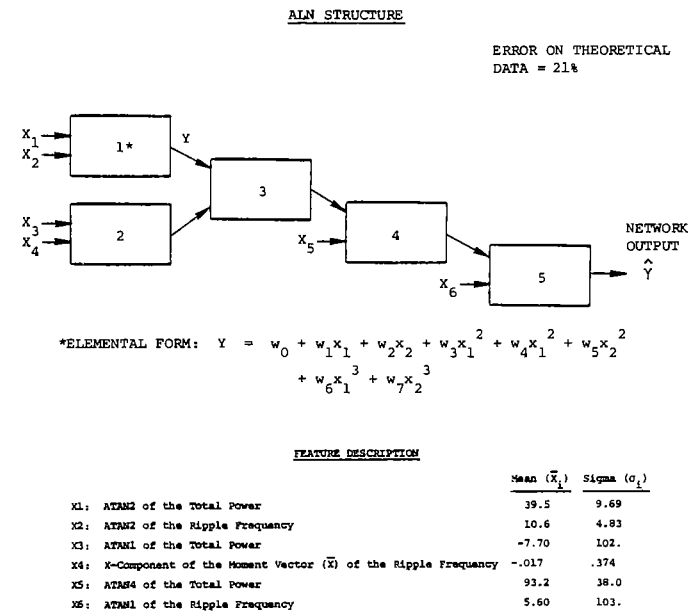 ALN STRUCTURE
ERROR ON THEORETICAL
DATA = 21%
X1
X2
1*
Y
3
X3
X4
2
X5
4
X6
5
NETWORK
OUTPUT
Ŷ
*ELEMENTAL FORM: Y = w0 + w1x1 + w2x2 + w3x1² + w4x1² + w5x2²
+ w6x1³ + w7x2³
FEATURE DESCRIPTION
Mean (X̄i) Sigma (σi)
X1: ATAN2 of the Total Power 39.5 9.69
X2: ATAN2 of the Ripple Frequency 10.6 4.83
X3: ATAN1 of the Total Power -7.70 102.
X4: X-Component of the Moment Vector (X̄) of the Ripple Frequency -.017 .374
X5: ATAN4 of the Total Power 93.2 38.0
X6: ATAN1 of the Ripple Frequency 5.60 103.